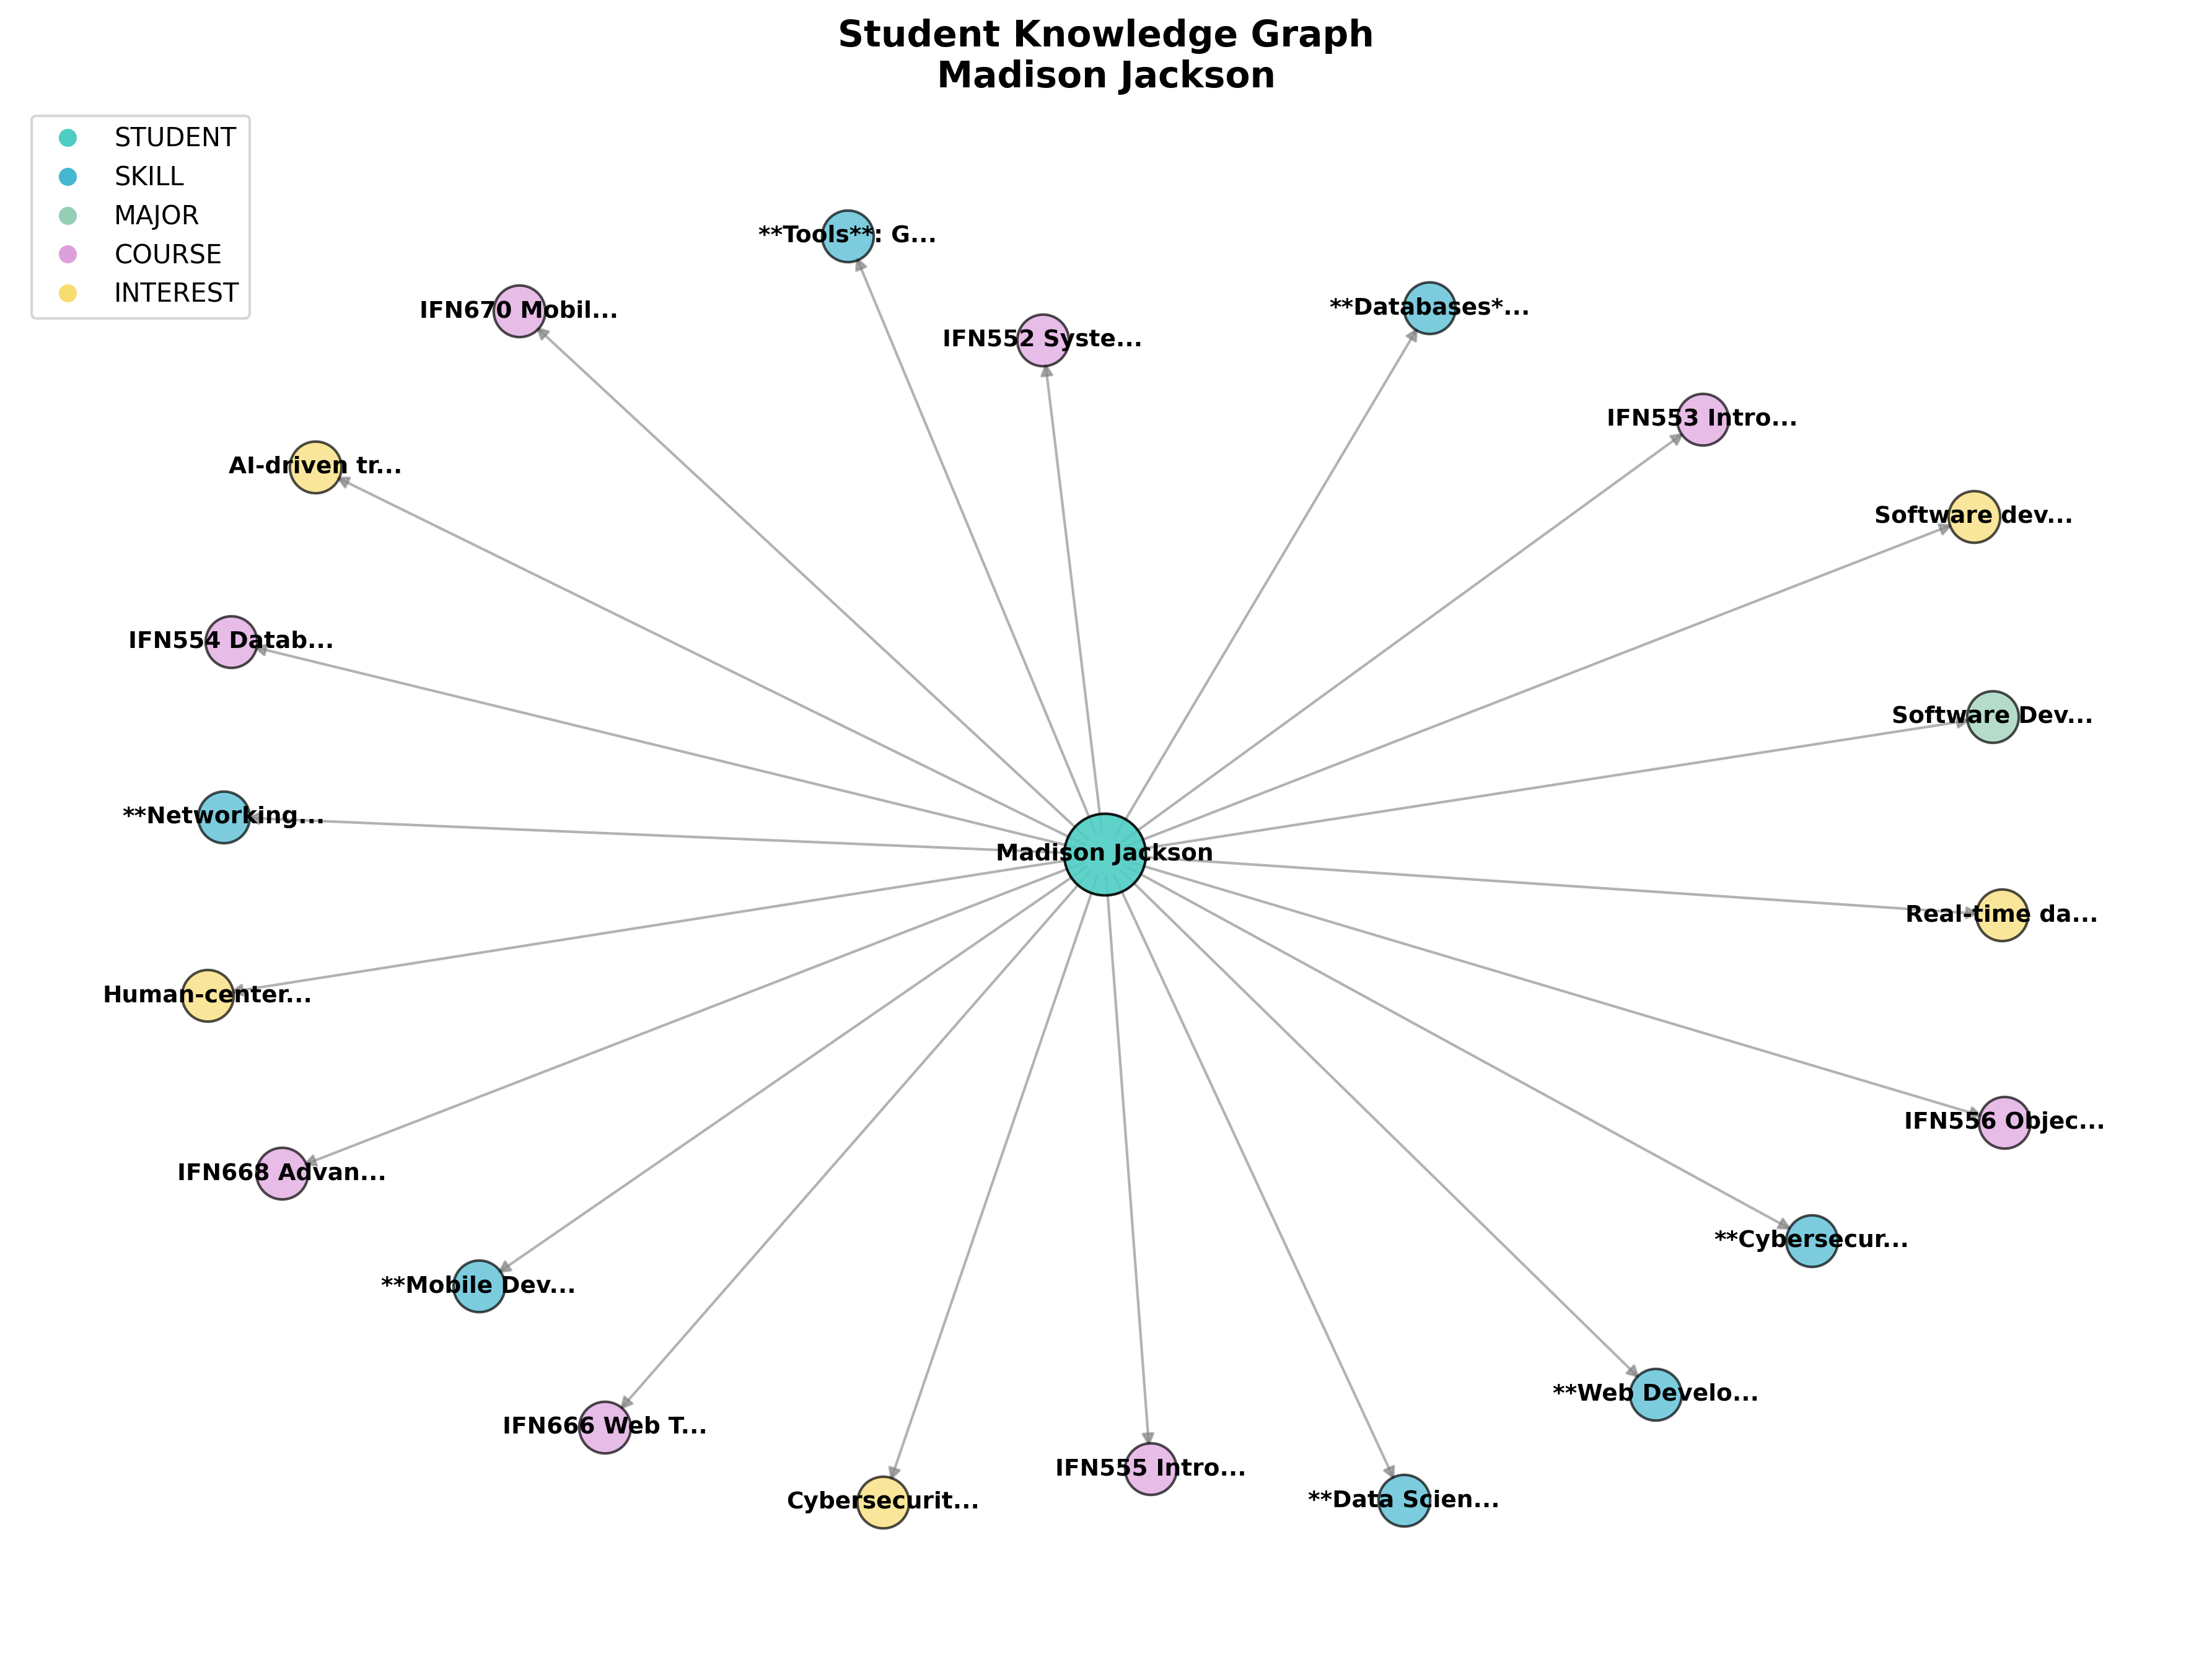 Student Knowledge Graph
Madison Jackson
STUDENT
SKILL
MAJOR
COURSE
INTEREST
**Tools**: G...
**Databases*...
IFN670 Mobil...
IFN552 Syste...
IFN553 Intro...
AI-driven tr...
Software dev...
IFN554 Datab...
Software Dev...
**Networking...
Madison Jackson
Real-time da...
Human-center...
IFN556 Objec...
IFN668 Advan...
**Cybersecur...
**Mobile Dev...
**Web Develo...
IFN666 Web T...
IFN555 Intro...
Cybersecurit...
**Data Scien...